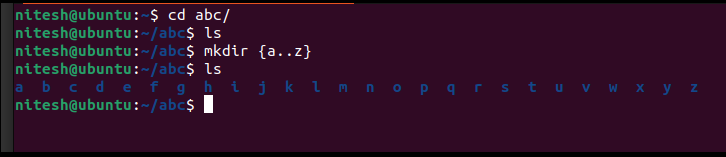 nitesh@ubuntu:~$ cd abc/
nitesh@ubuntu:~/abc$ ls
nitesh@ubuntu:~/abc$ mkdir {a..z}
nitesh@ubuntu:~/abc$ ls
a b c d e f g h i j k l m n o p q r s t u v w x y z
nitesh@ubuntu:~/abc$